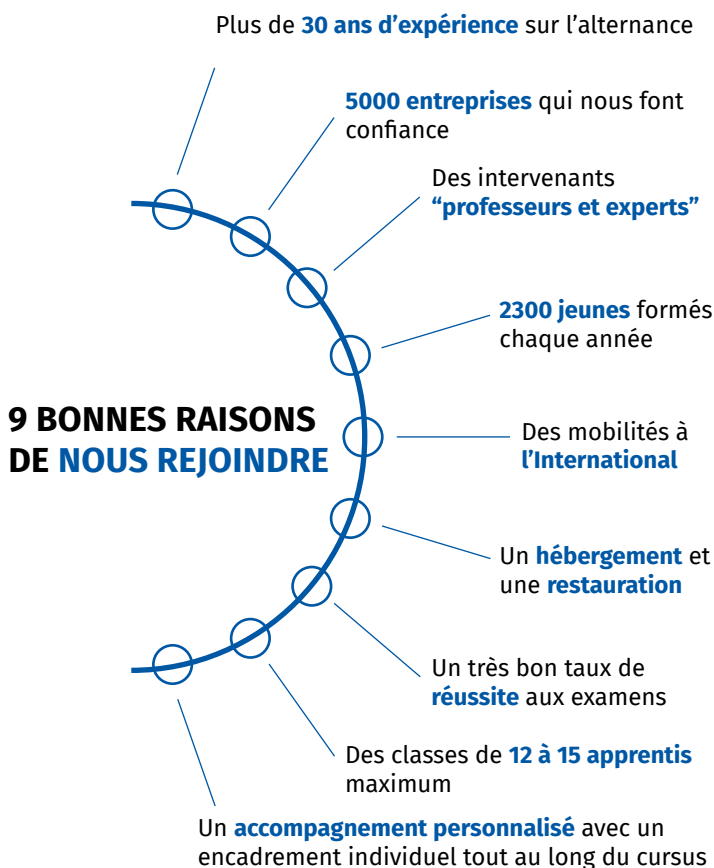 Plus de 30 ans d’expérience sur l’alternance
5000 entreprises qui nous font
confiance
Des intervenants
“professeurs et experts”
2300 jeunes formés
chaque année
9 BONNES RAISONS
DE NOUS REJOINDRE
Des mobilités à
l’International
Un hébergement et
une restauration
Un très bon taux de
réussite aux examens
Des classes de 12 à 15 apprentis
maximum
Un accompagnement personnalisé avec un
encadrement individuel tout au long du cursus